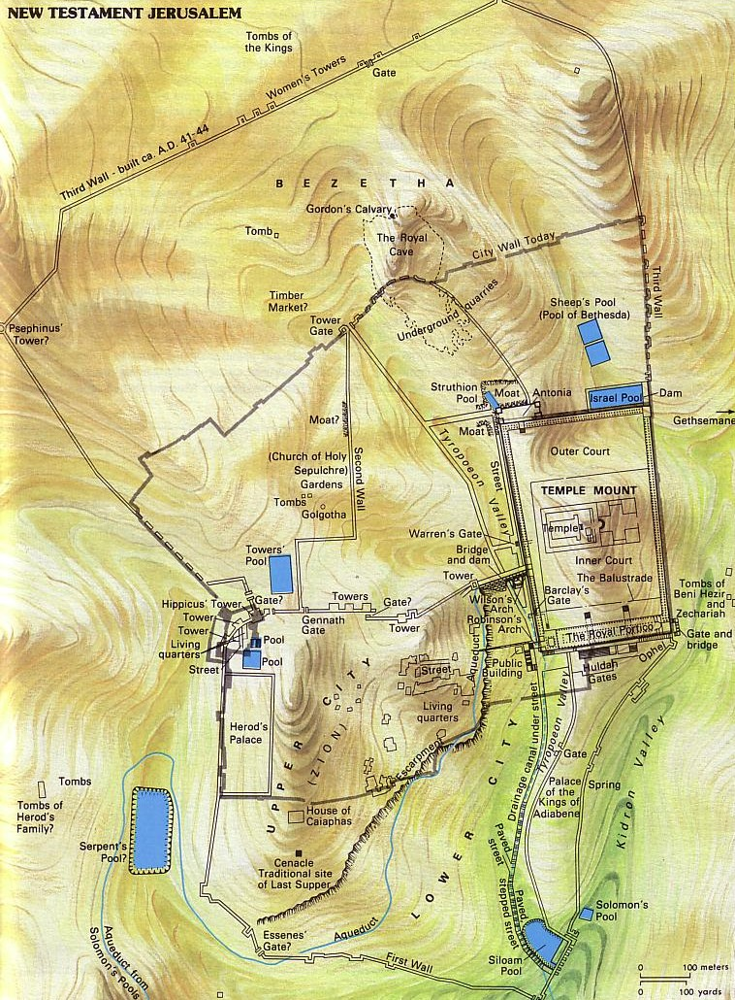 NEW TESTAMENT JERUSALEM
Tombs of
the Kings
Women's Towers
Gate
Third Wall - built ca. A.D. 41-44
BEZETHA
Gordon's Calvary
Tomb
The Royal
Cave
City Wall Today
Third Wall
Timber
Market?
Underground quarries
Sheep's Pool
(Pool of Bethesda)
Psephinus'
Tower?
Tower
Gate
Struthion
Pool
Moat
Antonia
Israel Pool
Dam
Gethsemane
Moat?
Moat
Tyropoeon Valley
Street
Outer Court
(Church of Holy
Sepulchre)
Gardens
Tombs
Golgotha
Second Wall
TEMPLE MOUNT
Temple
Inner Court
Warren's Gate
Bridge
and dam
Towers'
Pool
Tower
The Balustrade
Barclay's
Gate
Tombs of
Beni Hezir
and
Zechariah
Hippicus' Tower
Gate?
Tower
Tower
Living
quarters
Street
Pool
Pool
Towers
Gennath
Gate
Gate?
Tower
Wilson's
Arch
Robinson's
Arch
The Royal Portico
Gate and
bridge
Ophel
Aqueduct
Public
Building
Huldah
Gates
Street
Living
quarters
UPPER CITY
(ZION)
Herod's
Palace
Escarpment
LOWER CITY
Drainage canal under street
Tyropoeon Valley
Gate
Palace
of the
Kings of
Adiabene
Spring
Kidron Valley
Tombs
Tombs of
Herod's
Family?
Serpent's
Pool?
House of
Caiaphas
Cenacle
Traditional site
of Last Supper
Paved
street
Paved
stepped street
Solomon's
Pool
Siloam
Pool
Essenes'
Gate?
Aqueduct
First Wall
Aqueduct from
Solomon's Pools
0 100 meters
0 100 yards